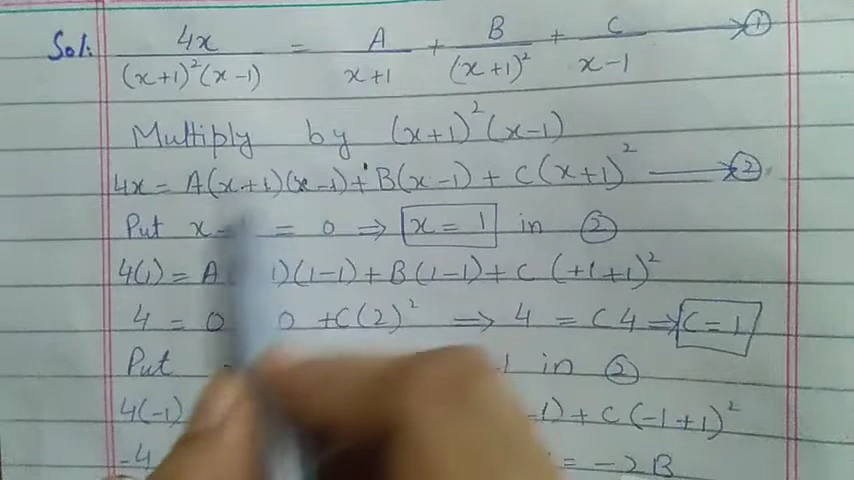 Sol: 4x / (x+1)²(x-1) = A / x+1 + B / (x+1)² + C / x-1 → ①
Multiply by (x+1)²(x-1)
4x = A(x+1)(x-1) + B(x-1) + C(x+1)² → ②
Put x = 0 ⇒ x = 1 in ②
4(1) = A 1)(1-1) + B(1-1) + C (+1+1)²
4 = 0 0 + C(2)² ⇒ 4 = C4 ⇒ C = 1
Put 1 in ②
4(-1) -1) + C(-1+1)²
-4 = -2B